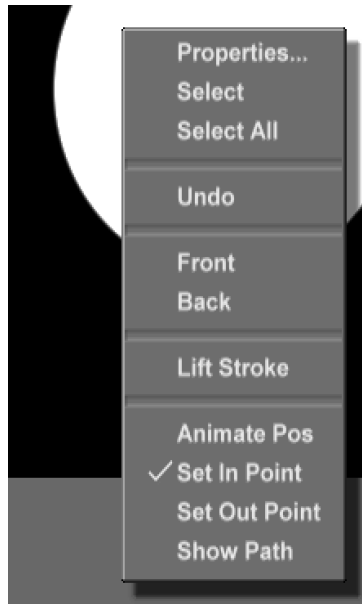 Properties...
Select
Select All
Undo
Front
Back
Lift Stroke
Animate Pos
Set In Point
Set Out Point
Show Path